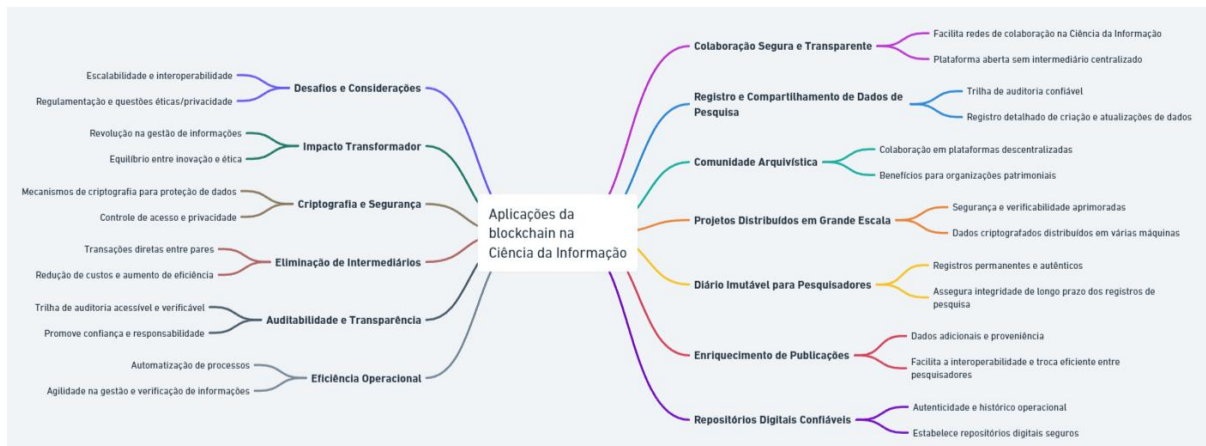 Aplicações da
blockchain na
Ciência da Informação
Colaboração Segura e Transparente
Facilita redes de colaboração na Ciência da Informação
Plataforma aberta sem intermediário centralizado
Registro e Compartilhamento de Dados de
Pesquisa
Trilha de auditoria confiável
Registro detalhado de criação e atualizações de dados
Comunidade Arquivística
Colaboração em plataformas descentralizadas
Benefícios para organizações patrimoniais
Projetos Distribuídos em Grande Escala
Segurança e verificabilidade aprimoradas
Dados criptografados distribuídos em várias máquinas
Diário Imutável para Pesquisadores
Registros permanentes e autênticos
Assegura integridade de longo prazo dos registros de
pesquisa
Enriquecimento de Publicações
Dados adicionais e proveniência
Facilita a interoperabilidade e troca eficiente entre
pesquisadores
Repositórios Digitais Confiáveis
Autenticidade e histórico operacional
Estabelece repositórios digitais seguros
Desafios e Considerações
Escalabilidade e interoperabilidade
Regulamentação e questões éticas/privacidade
Impacto Transformador
Revolução na gestão de informações
Equilíbrio entre inovação e ética
Criptografia e Segurança
Mecanismos de criptografia para proteção de dados
Controle de acesso e privacidade
Eliminação de Intermediários
Transações diretas entre pares
Redução de custos e aumento de eficiência
Auditabilidade e Transparência
Trilha de auditoria acessível e verificável
Promove confiança e responsabilidade
Eficiência Operacional
Automatização de processos
Agilidade na gestão e verificação de informações